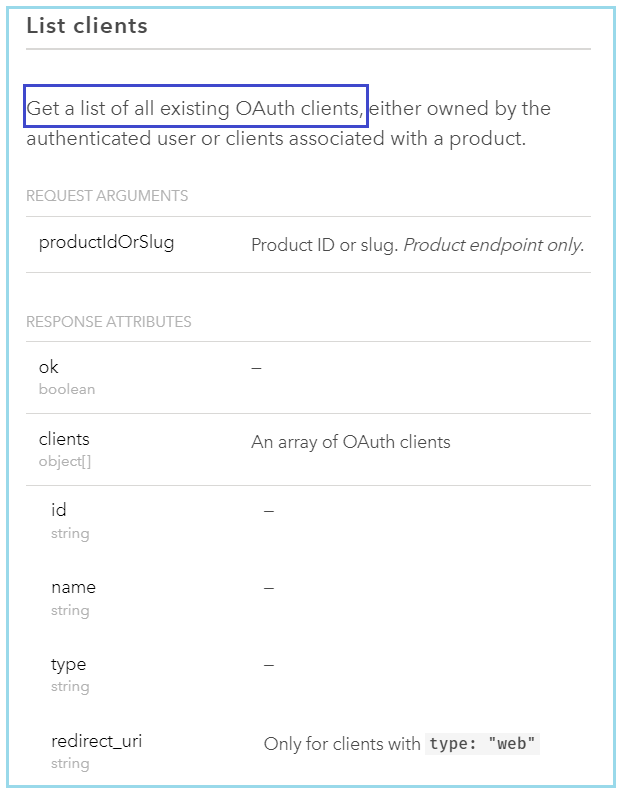 List clients
Get a list of all existing OAuth clients, either owned by the
authenticated user or clients associated with a product.
REQUEST ARGUMENTS
productIdOrSlug Product ID or slug. Product endpoint only.
RESPONSE ATTRIBUTES
ok –
boolean
clients An array of OAuth clients
object[]
id –
string
name –
string
type –
string
redirect_uri Only for clients with type: "web"
string